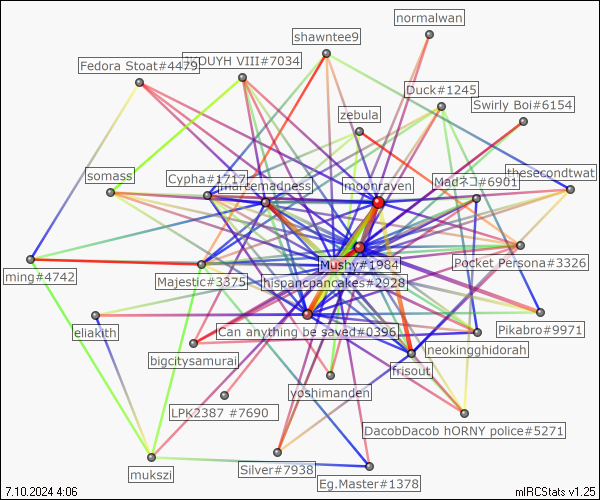 normalwan
shawntee9
OUYH VIII#7034
Fedora Stoat#4479
Duck#1245
Swirly Boi#6154
zebula
thesecondtwat
somass
Cypha#1717
marcemadness
moonraven
Madネコ#6901
ming#4742
Majestic#3375
Mushy#1984
Pocket Persona#3326
hispancpancakes#2928
eliakith
Can anything be saved#0396
Pikabro#9971
bigcitysamurai
neokingghidorah
frisout
yoshimanden
LPK2387 #7690
DacobDacob hORNY police#5271
mukszi
Silver#7938
Eg.Master#1378
7.10.2024 4:06
mIRCStats v1.25